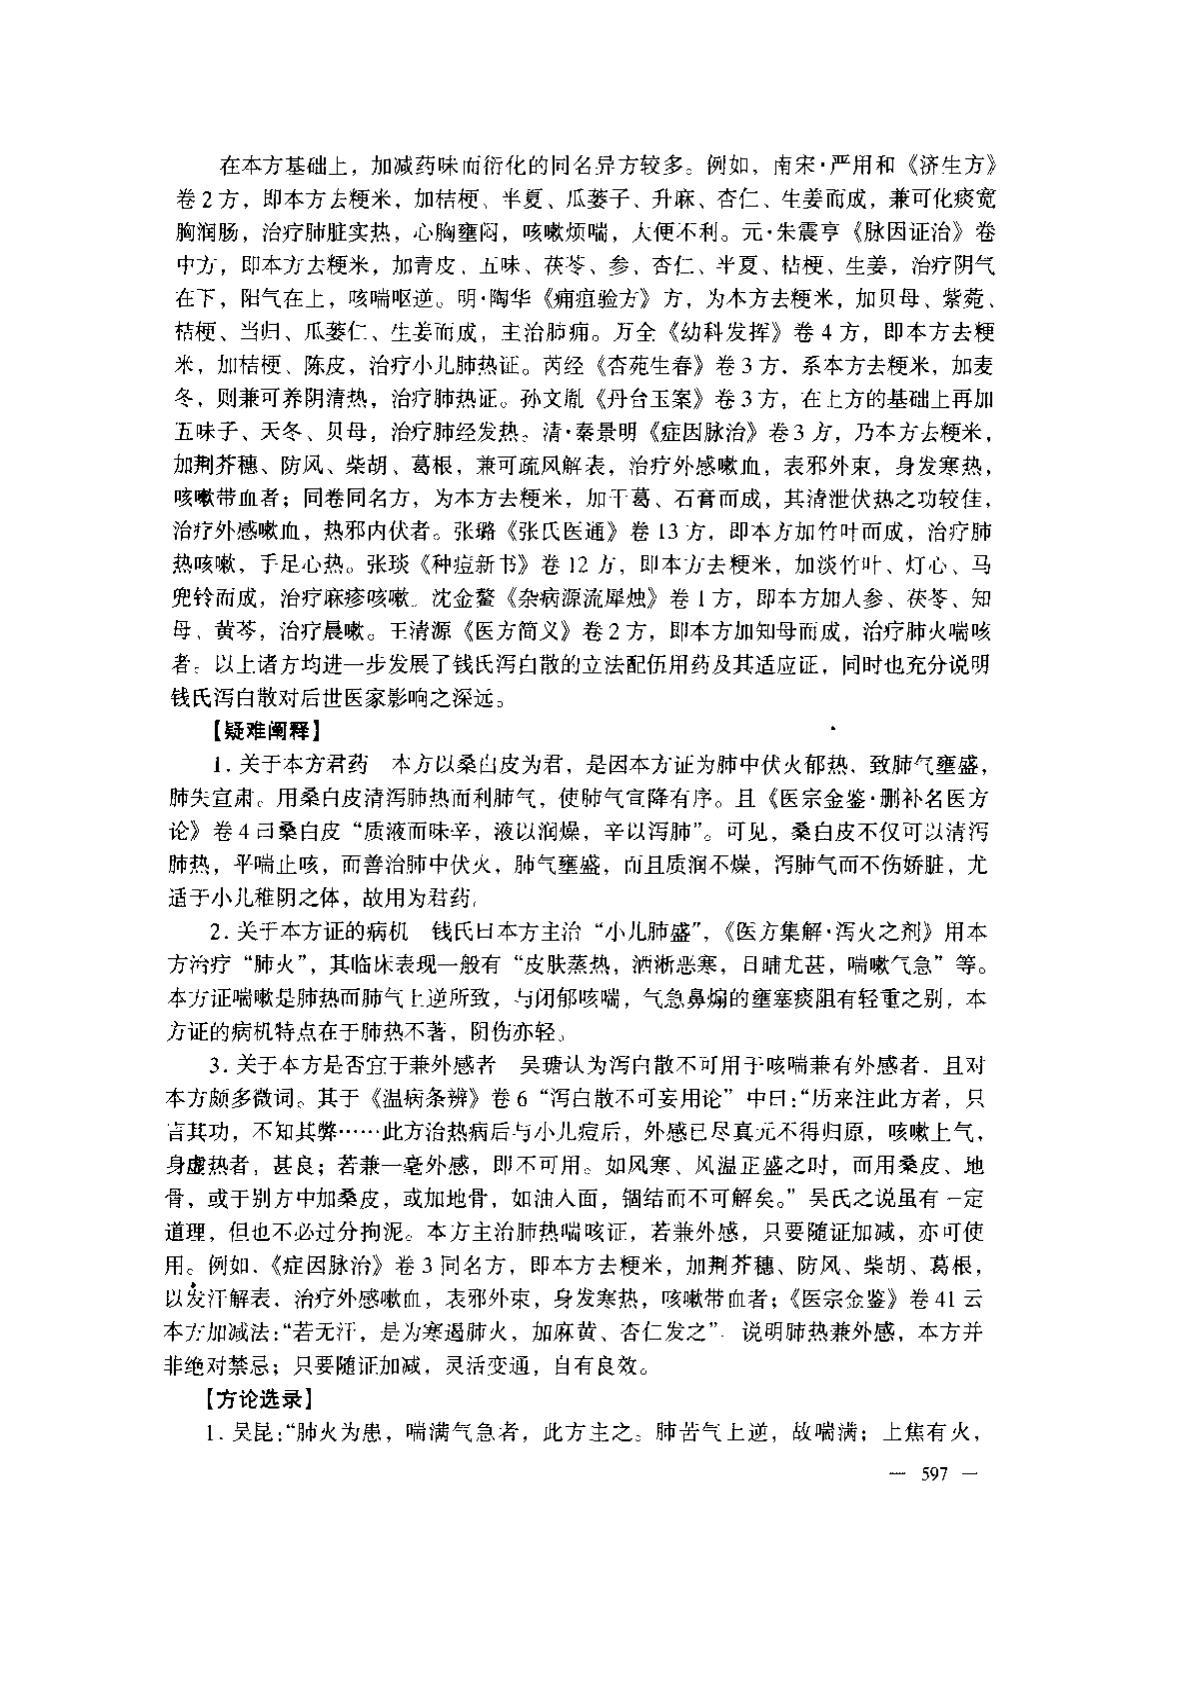 在本方基础上，加减药味而衍化的同名异方较多。例如，南宋·严用和《济生方》
卷2方，即本方去粳米，加桔梗、半夏、瓜蒌子、升麻、杏仁、生姜而成，兼可化痰宽
胸润肠，治疗肺脏实热，心胸壅闷，咳嗽烦喘，大便不利。元·朱震亨《脉因证治》卷
中方，即本方去粳米，加青皮、五味、茯苓、参、杏仁、半夏、桔梗、生姜，治疗阴气
在下，阳气在上，咳喘呕逆。明·陶华《痈疽验方》方，为本方去粳米，加贝母、紫菀、
桔梗、当归、瓜蒌仁、生姜而成，主治肺痈。万全《幼科发挥》卷4方，即本方去粳
米，加桔梗、陈皮，治疗小儿肺热证。芮经《杏苑生春》卷3方，系本方去粳米，加麦
冬，则兼可养阴清热，治疗肺热证。孙文胤《丹台玉案》卷3方，在上方的基础上再加
五味子、天冬、贝母，治疗肺经发热。清·秦景明《症因脉治》卷3方，乃本方去粳米，
加荆芥穗、防风、柴胡、葛根，兼可疏风解表，治疗外感嗽血，表邪外束，身发寒热，
咳嗽带血者；同卷同名方，为本方去粳米，加干葛、石膏而成，其清泄伏热之功较佳，
治疗外感嗽血，热邪内伏者。张璐《张氏医通》卷13方，即本方加竹叶而成，治疗肺
热咳嗽，手足心热。张琰《种痘新书》卷12方，即本方去粳米，加淡竹叶、灯心、马
兜铃而成，治疗麻疹咳嗽。沈金鳌《杂病源流犀烛》卷1方，即本方加人参、茯苓、知
母、黄芩，治疗晨嗽。王清源《医方简义》卷2方，即本方加知母而成，治疗肺火喘咳
者。以上诸方均进一步发展了钱氏泻白散的立法配伍用药及其适应证，同时也充分说明
钱氏泻白散对后世医家影响之深远。
【疑难阐释】
1.关于本方君药　本方以桑白皮为君，是因本方证为肺中伏火郁热，致肺气壅盛，
肺失宣肃。用桑白皮清泻肺热而利肺气，使肺气宣降有序。且《医宗金鉴·删补名医方
论》卷4曰桑白皮“质液而味辛，液以润燥，辛以泻肺”。可见，桑白皮不仅可以清泻
肺热，平喘止咳，而善治肺中伏火，肺气壅盛，而且质润不燥，泻肺气而不伤娇脏，尤
适于小儿稚阴之体，故用为君药。
2.关于本方证的病机　钱氏曰本方主治“小儿肺盛”，《医方集解·泻火之剂》用本
方治疗“肺火”，其临床表现一般有“皮肤蒸热，洒淅恶寒，日晡尤甚，喘嗽气急”等。
本方证喘嗽是肺热而肺气上逆所致，与闭郁咳喘，气急鼻煽的壅塞痰阻有轻重之别，本
方证的病机特点在于肺热不著，阴伤亦轻。
3.关于本方是否宜于兼外感者　吴瑭认为泻白散不可用于咳喘兼有外感者，且对
本方颇多微词。其于《温病条辨》卷6“泻白散不可妄用论”中曰：“历来注此方者，只
言其功，不知其弊……此方治热病后与小儿痘后，外感已尽真元不得归原，咳嗽上气，
身虚热者，甚良；若兼一毫外感，即不可用。如风寒、风温正盛之时，而用桑皮、地
骨，或于别方中加桑皮，或加地骨，如油入面，锢结而不可解矣。”吴氏之说虽有一定
道理，但也不必过分拘泥。本方主治肺热喘咳证，若兼外感，只要随证加减，亦可使
用。例如，《症因脉治》卷3同名方，即本方去粳米，加荆芥穗、防风、柴胡、葛根，
以发汗解表，治疗外感嗽血，表邪外束，身发寒热，咳嗽带血者；《医宗金鉴》卷41云
本方加减法：“若无汗，是为寒遏肺火，加麻黄、杏仁发之”．说明肺热兼外感，本方并
非绝对禁忌；只要随证加减，灵活变通，自有良效。
【方论选录】
1.吴昆：“肺火为患，喘满气急者，此方主之。肺苦气上逆，故喘满；上焦有火，
— 597 —